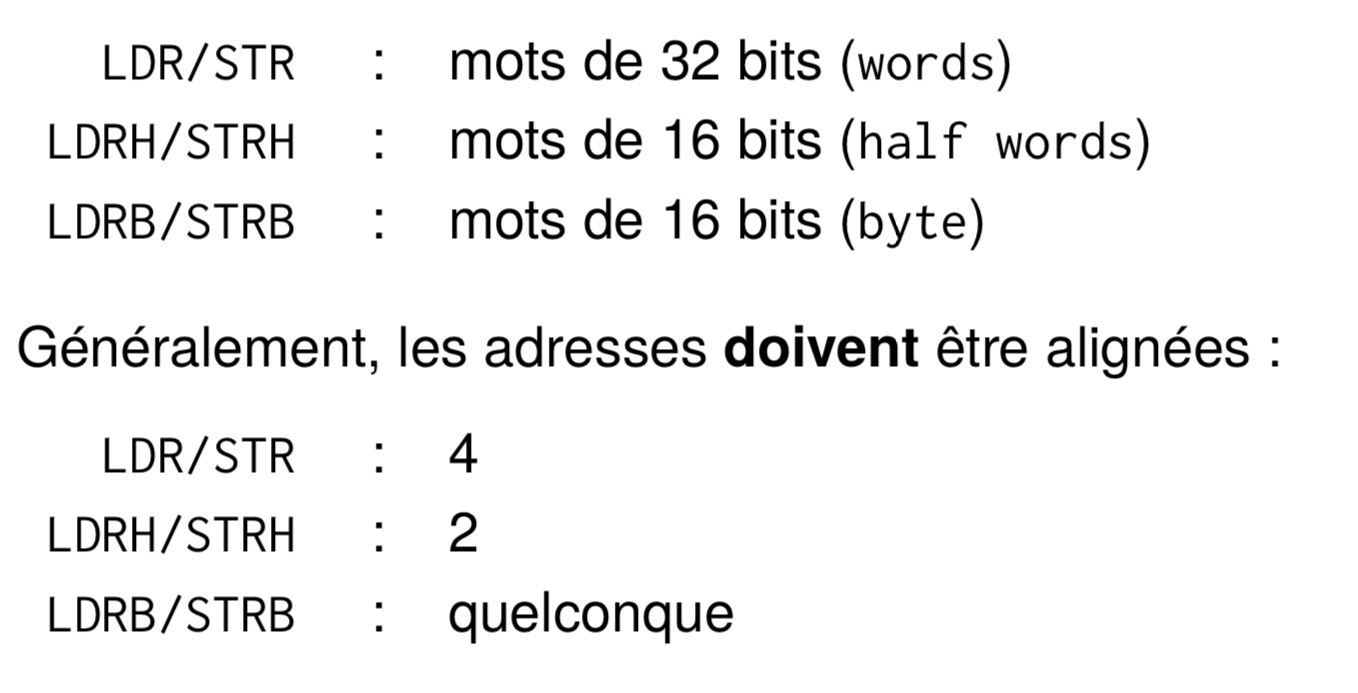 LDR/STR : mots de 32 bits (words)
LDRH/STRH : mots de 16 bits (half words)
LDRB/STRB : mots de 16 bits (byte)
Généralement, les adresses doivent être alignées :
LDR/STR : 4
LDRH/STRH : 2
LDRB/STRB : quelconque